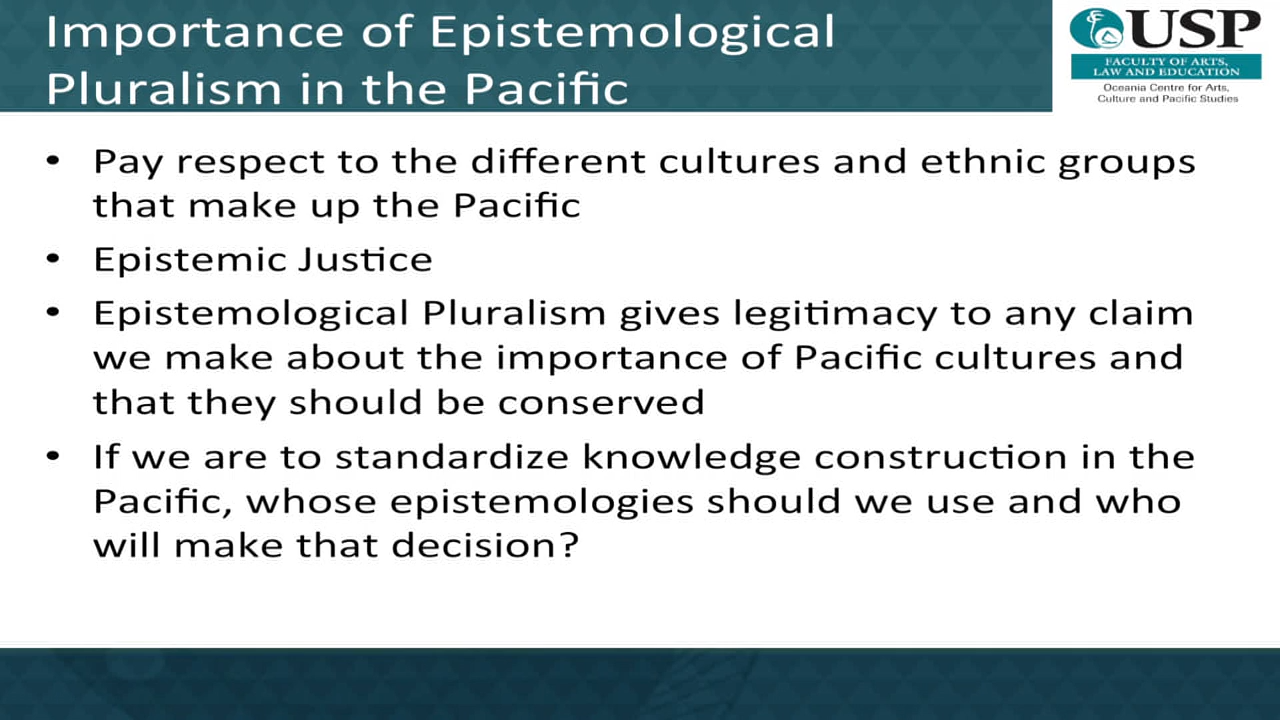 Importance of Epistemological
Pluralism in the Pacific
USP
FACULTY OF ARTS,
LAW AND EDUCATION
Oceania Centre for Arts,
Culture and Pacific Studies
• Pay respect to the different cultures and ethnic groups
that make up the Pacific
• Epistemic Justice
• Epistemological Pluralism gives legitimacy to any claim
we make about the importance of Pacific cultures and
that they should be conserved
• If we are to standardize knowledge construction in the
Pacific, whose epistemologies should we use and who
will make that decision?